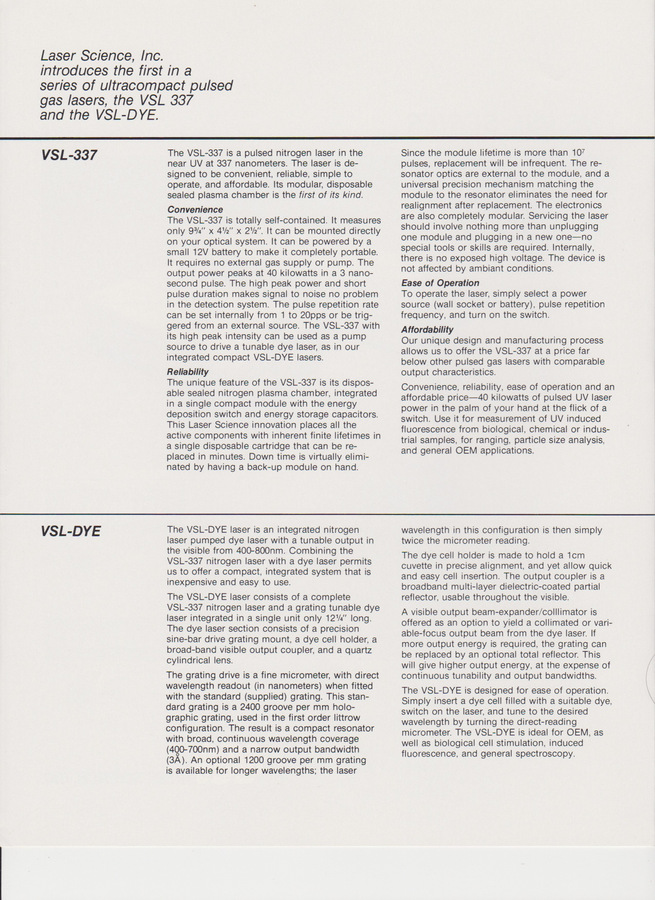 Laser Science, Inc.
introduces the first in a
series of ultracompact pulsed
gas lasers, the VSL 337
and the VSL-DYE.
VSL-337
The VSL-337 is a pulsed nitrogen laser in the
near UV at 337 nanometers. The laser is de-
signed to be convenient, reliable, simple to
operate, and affordable. Its modular, disposable
sealed plasma chamber is the first of its kind.
Convenience
The VSL-337 is totally self-contained. It measures
only 9¾" x 4½" x 2½". It can be mounted directly
on your optical system. It can be powered by a
small 12V battery to make it completely portable.
It requires no external gas supply or pump. The
output power peaks at 40 kilowatts in a 3 nano-
second pulse. The high peak power and short
pulse duration makes signal to noise no problem
in the detection system. The pulse repetition rate
can be set internally from 1 to 20pps or be trig-
gered from an external source. The VSL-337 with
its high peak intensity can be used as a pump
source to drive a tunable dye laser, as in our
integrated compact VSL-DYE lasers.
Reliability
The unique feature of the VSL-337 is its dispos-
able sealed nitrogen plasma chamber, integrated
in a single compact module with the energy
deposition switch and energy storage capacitors.
This Laser Science innovation places all the
active components with inherent finite lifetimes in
a single disposable cartridge that can be re-
placed in minutes. Down time is virtually elimi-
nated by having a back-up module on hand.
Since the module lifetime is more than 10⁷
pulses, replacement will be infrequent. The re-
sonator optics are external to the module, and a
universal precision mechanism matching the
module to the resonator eliminates the need for
realignment after replacement. The electronics
are also completely modular. Servicing the laser
should involve nothing more than unplugging
one module and plugging in a new one—no
special tools or skills are required. Internally,
there is no exposed high voltage. The device is
not affected by ambiant conditions.
Ease of Operation
To operate the laser, simply select a power
source (wall socket or battery), pulse repetition
frequency, and turn on the switch.
Affordability
Our unique design and manufacturing process
allows us to offer the VSL-337 at a price far
below other pulsed gas lasers with comparable
output characteristics.
Convenience, reliability, ease of operation and an
affordable price—40 kilowatts of pulsed UV laser
power in the palm of your hand at the flick of a
switch. Use it for measurement of UV induced
fluorescence from biological, chemical or indus-
trial samples, for ranging, particle size analysis,
and general OEM applications.
VSL-DYE
The VSL-DYE laser is an integrated nitrogen
laser pumped dye laser with a tunable output in
the visible from 400-800nm. Combining the
VSL-337 nitrogen laser with a dye laser permits
us to offer a compact, integrated system that is
inexpensive and easy to use.
The VSL-DYE laser consists of a complete
VSL-337 nitrogen laser and a grating tunable dye
laser integrated in a single unit only 12¼" long.
The dye laser section consists of a precision
sine-bar drive grating mount, a dye cell holder, a
broad-band visible output coupler, and a quartz
cylindrical lens.
The grating drive is a fine micrometer, with direct
wavelength readout (in nanometers) when fitted
with the standard (supplied) grating. This stan-
dard grating is a 2400 groove per mm holo-
graphic grating, used in the first order littrow
configuration. The result is a compact resonator
with broad, continuous wavelength coverage
(400-700nm) and a narrow output bandwidth
(3Å). An optional 1200 groove per mm grating
is available for longer wavelengths; the laser
wavelength in this configuration is then simply
twice the micrometer reading.
The dye cell holder is made to hold a 1cm
cuvette in precise alignment, and yet allow quick
and easy cell insertion. The output coupler is a
broadband multi-layer dielectric-coated partial
reflector, usable throughout the visible.
A visible output beam-expander/colllimator is
offered as an option to yield a collimated or vari-
able-focus output beam from the dye laser. If
more output energy is required, the grating can
be replaced by an optional total reflector. This
will give higher output energy, at the expense of
continuous tunability and output bandwidths.
The VSL-DYE is designed for ease of operation.
Simply insert a dye cell filled with a suitable dye,
switch on the laser, and tune to the desired
wavelength by turning the direct-reading
micrometer. The VSL-DYE is ideal for OEM, as
well as biological cell stimulation, induced
fluorescence, and general spectroscopy.